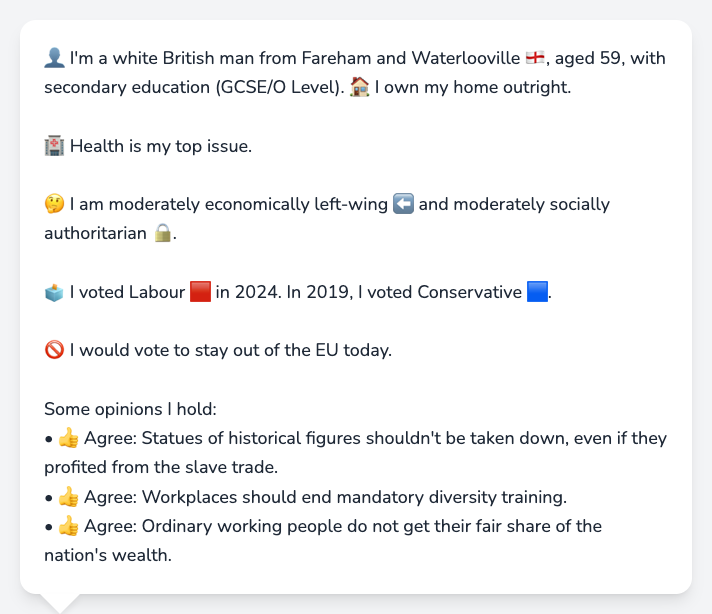 👤 I'm a white British man from Fareham and Waterlooville 🏴󠁧󠁢󠁥󠁮󠁧󠁿, aged 59, with
secondary education (GCSE/O Level). 🏠 I own my home outright.
🏥 Health is my top issue.
🤔 I am moderately economically left-wing ⬅️ and moderately socially
authoritarian 🔒.
🗳️ I voted Labour 🟥 in 2024. In 2019, I voted Conservative 🟦.
🚫 I would vote to stay out of the EU today.
Some opinions I hold:
• 👍 Agree: Statues of historical figures shouldn't be taken down, even if they
profited from the slave trade.
• 👍 Agree: Workplaces should end mandatory diversity training.
• 👍 Agree: Ordinary working people do not get their fair share of the
nation's wealth.